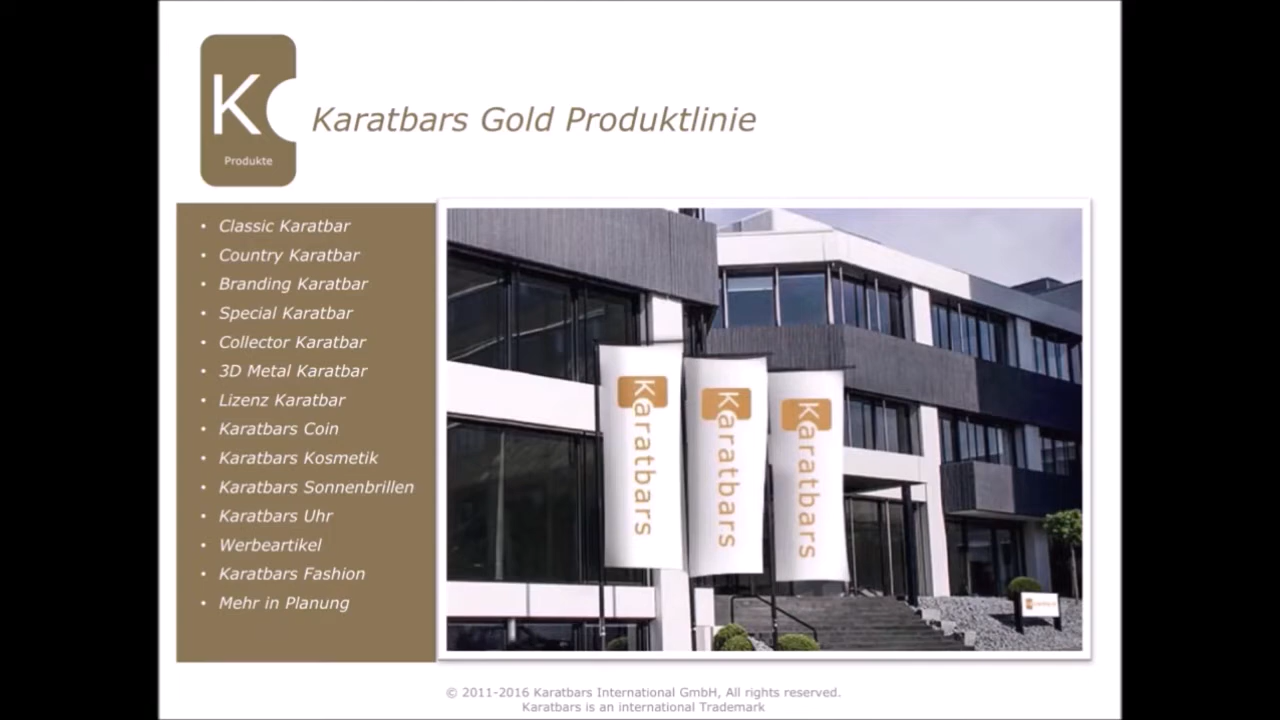 K
Produkte
Karatbars Gold Produktlinie
• Classic Karatbar
• Country Karatbar
• Branding Karatbar
• Special Karatbar
• Collector Karatbar
• 3D Metal Karatbar
• Lizenz Karatbar
• Karatbars Coin
• Karatbars Kosmetik
• Karatbars Sonnenbrillen
• Karatbars Uhr
• Werbeartikel
• Karatbars Fashion
• Mehr in Planung
Karatbars
Karatbars
Karatbars
© 2011-2016 Karatbars International GmbH, All rights reserved.
Karatbars is an international Trademark